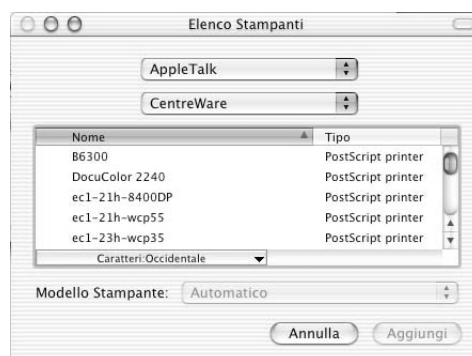 Elenco Stampanti
AppleTalk
CentreWare
Nome Tipo
B6300 PostScript printer
DocuColor 2240 PostScript printer
ec1-21h-8400DP PostScript printer
ec1-21h-wcp55 PostScript printer
ec1-23h-wcp35 PostScript printer
Caratteri:Occidentale
Modello Stampante: Automatico
Annulla Aggiungi